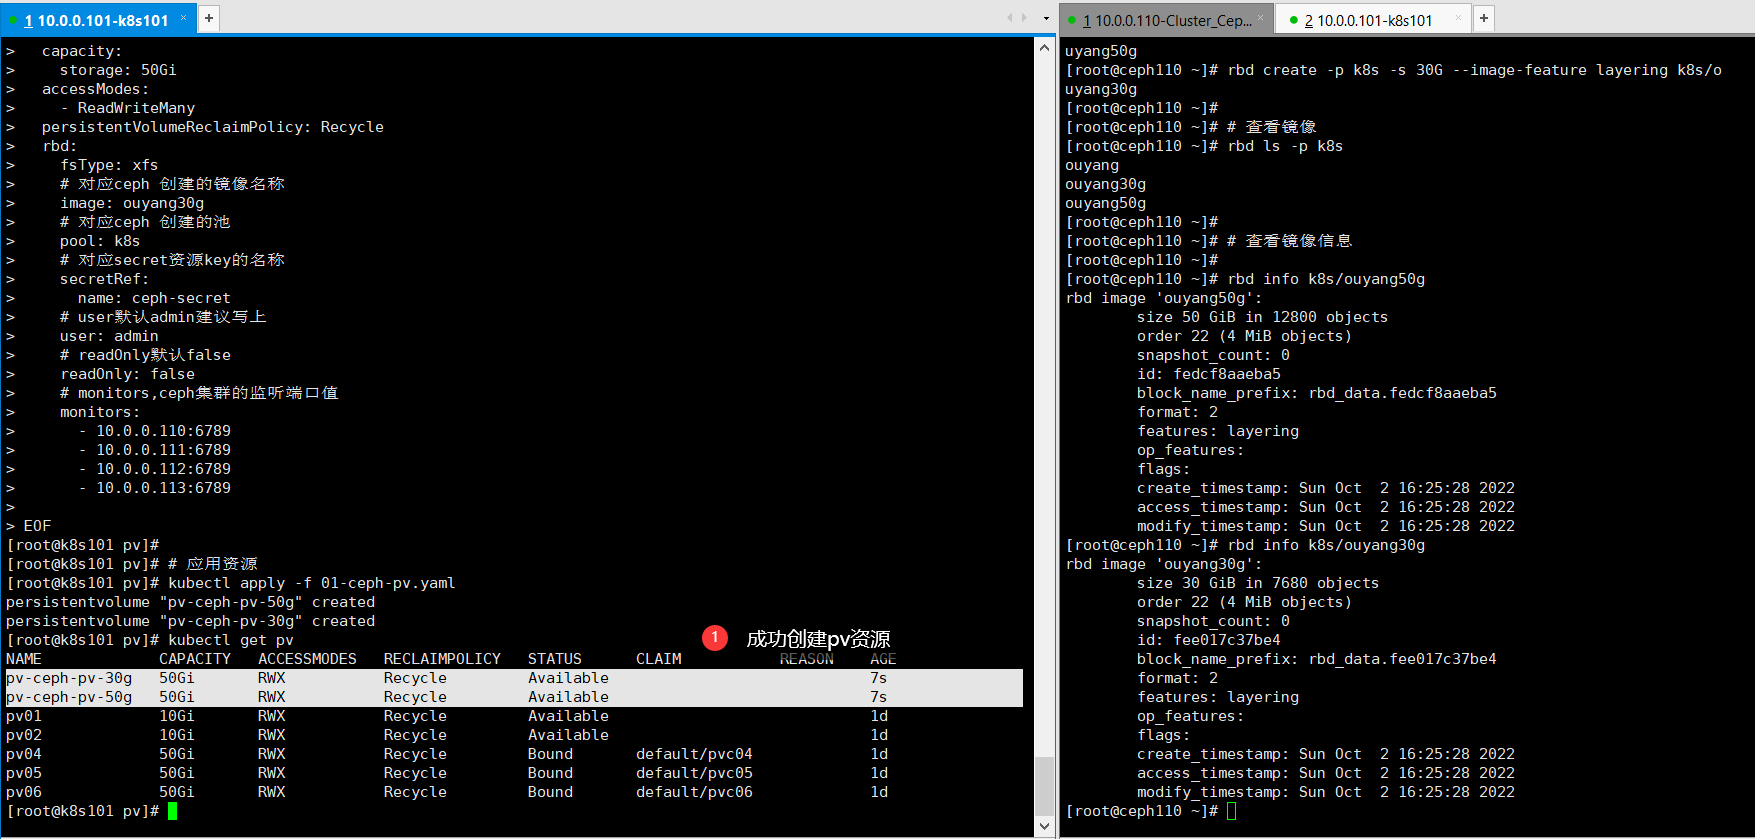 1 10.0.0.101-k8s101 × +
>   capacity:
>     storage: 50Gi
>   accessModes:
>     - ReadWriteMany
>   persistentVolumeReclaimPolicy: Recycle
>   rbd:
>     fsType: xfs
>     # 对应ceph 创建的镜像名称
>     image: ouyang30g
>     # 对应ceph 创建的池
>     pool: k8s
>     # 对应secret资源key的名称
>     secretRef:
>       name: ceph-secret
>     # user默认admin建议写上
>     user: admin
>     # readOnly默认false
>     readOnly: false
>     # monitors,ceph集群的监听端口值
>     monitors:
>       - 10.0.0.110:6789
>       - 10.0.0.111:6789
>       - 10.0.0.112:6789
>       - 10.0.0.113:6789
>
> EOF
[root@k8s101 pv]#
[root@k8s101 pv]# # 应用资源
[root@k8s101 pv]# kubectl apply -f 01-ceph-pv.yaml
persistentvolume "pv-ceph-pv-50g" created
persistentvolume "pv-ceph-pv-30g" created
[root@k8s101 pv]# kubectl get pv
1 成功创建pv资源
NAME             CAPACITY   ACCESSMODES   RECLAIMPOLICY   STATUS      CLAIM           REASON    AGE
pv-ceph-pv-30g   50Gi       RWX           Recycle         Available                             7s
pv-ceph-pv-50g   50Gi       RWX           Recycle         Available                             7s
pv01             10Gi       RWX           Recycle         Available                             1d
pv02             10Gi       RWX           Recycle         Available                             1d
pv04             50Gi       RWX           Recycle         Bound       default/pvc04             1d
pv05             50Gi       RWX           Recycle         Bound       default/pvc05             1d
pv06             50Gi       RWX           Recycle         Bound       default/pvc06             1d
[root@k8s101 pv]#
1 10.0.0.110-Cluster_Cep... × 2 10.0.0.101-k8s101 × +
uyang50g
[root@ceph110 ~]# rbd create -p k8s -s 30G --image-feature layering k8s/o
uyang30g
[root@ceph110 ~]#
[root@ceph110 ~]# # 查看镜像
[root@ceph110 ~]# rbd ls -p k8s
ouyang
ouyang30g
ouyang50g
[root@ceph110 ~]#
[root@ceph110 ~]# # 查看镜像信息
[root@ceph110 ~]#
[root@ceph110 ~]# rbd info k8s/ouyang50g
rbd image 'ouyang50g':
        size 50 GiB in 12800 objects
        order 22 (4 MiB objects)
        snapshot_count: 0
        id: fedcf8aaeba5
        block_name_prefix: rbd_data.fedcf8aaeba5
        format: 2
        features: layering
        op_features:
        flags:
        create_timestamp: Sun Oct  2 16:25:28 2022
        access_timestamp: Sun Oct  2 16:25:28 2022
        modify_timestamp: Sun Oct  2 16:25:28 2022
[root@ceph110 ~]# rbd info k8s/ouyang30g
rbd image 'ouyang30g':
        size 30 GiB in 7680 objects
        order 22 (4 MiB objects)
        snapshot_count: 0
        id: fee017c37be4
        block_name_prefix: rbd_data.fee017c37be4
        format: 2
        features: layering
        op_features:
        flags:
        create_timestamp: Sun Oct  2 16:25:28 2022
        access_timestamp: Sun Oct  2 16:25:28 2022
        modify_timestamp: Sun Oct  2 16:25:28 2022
[root@ceph110 ~]#